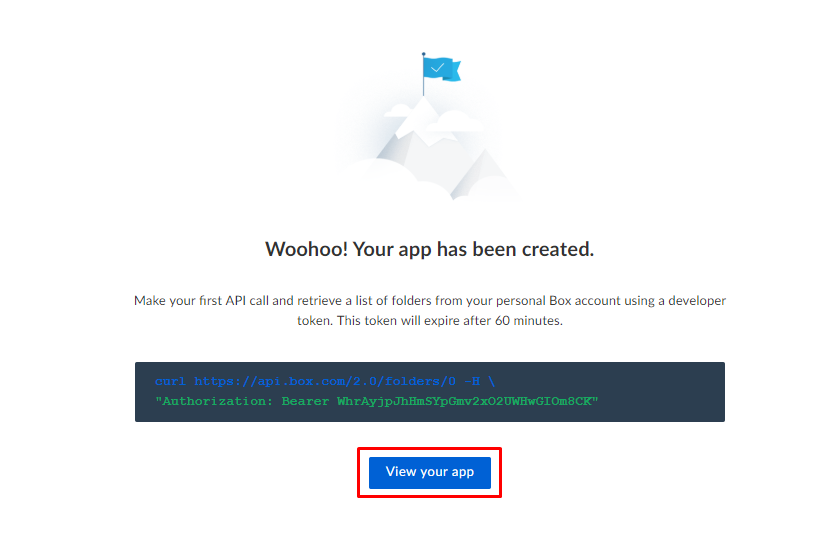 Woohoo! Your app has been created.
Make your first API call and retrieve a list of folders from your personal Box account using a developer
token. This token will expire after 60 minutes.
curl https://api.box.com/2.0/folders/0 -H \
"Authorization: Bearer WhrAyjpJhHmSYpGmv2xO2UWHwGIOm8CK"
View your app